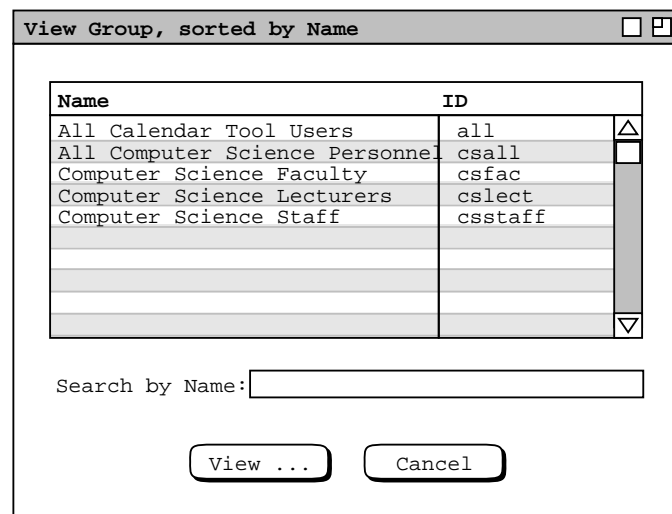 View Group, sorted by Name
Name ID
All Calendar Tool Users all
All Computer Science Personnel csall
Computer Science Faculty csfac
Computer Science Lecturers cslect
Computer Science Staff csstaff
Search by Name:
View ... Cancel